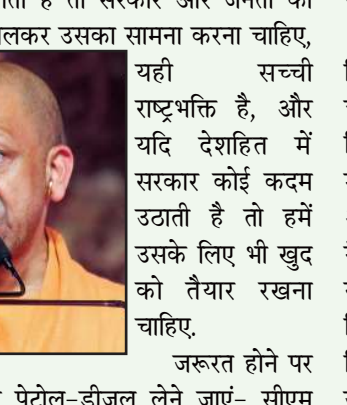 है तो सरकार और जनता को
उसका सामना करना चाहिए,
यही सच्ची
राष्ट्रभक्ति है, और
यदि देशहित में
सरकार कोई कदम
उठाती है तो हमें
उसके लिए भी खुद
को तैयार रखना
चाहिए.
जरूरत होने पर
पेट्रोल-डीजल लेने जाएं- सीएम